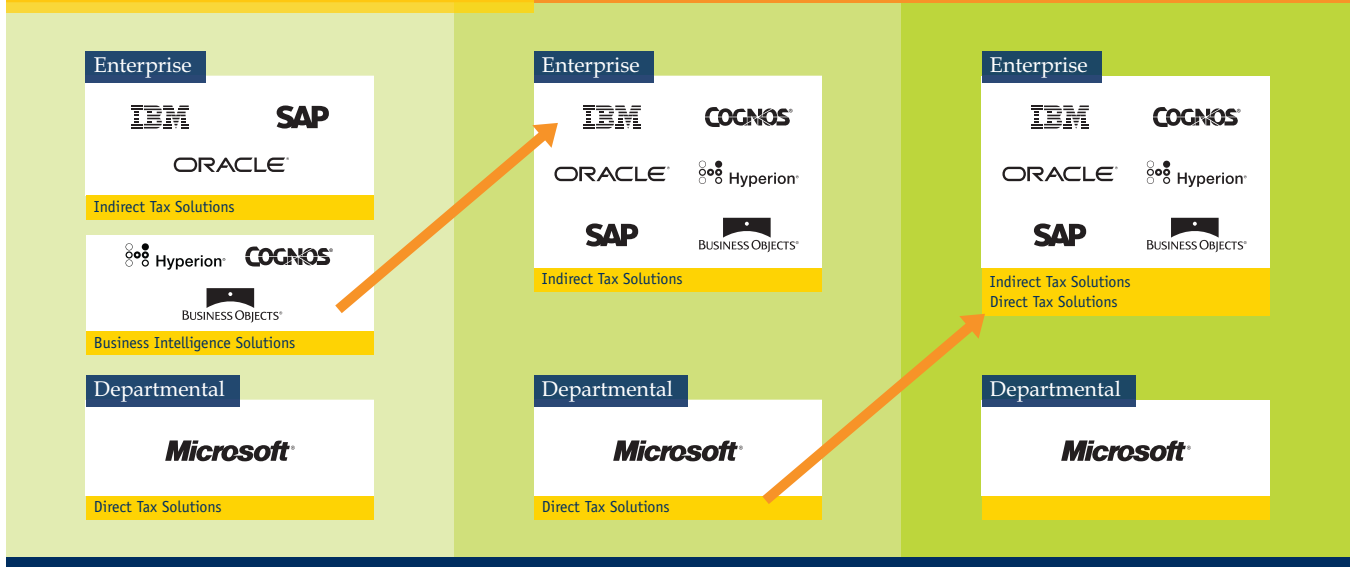 Enterprise
IBM SAP
ORACLE®
Indirect Tax Solutions
Hyperion® COGNOS®
BUSINESS OBJECTS®
Business Intelligence Solutions
Departmental
Microsoft®
Direct Tax Solutions
Enterprise
IBM COGNOS®
ORACLE® Hyperion®
SAP BUSINESS OBJECTS®
Indirect Tax Solutions
Departmental
Microsoft®
Direct Tax Solutions
Enterprise
IBM COGNOS®
ORACLE® Hyperion®
SAP BUSINESS OBJECTS®
Indirect Tax Solutions
Direct Tax Solutions
Departmental
Microsoft®